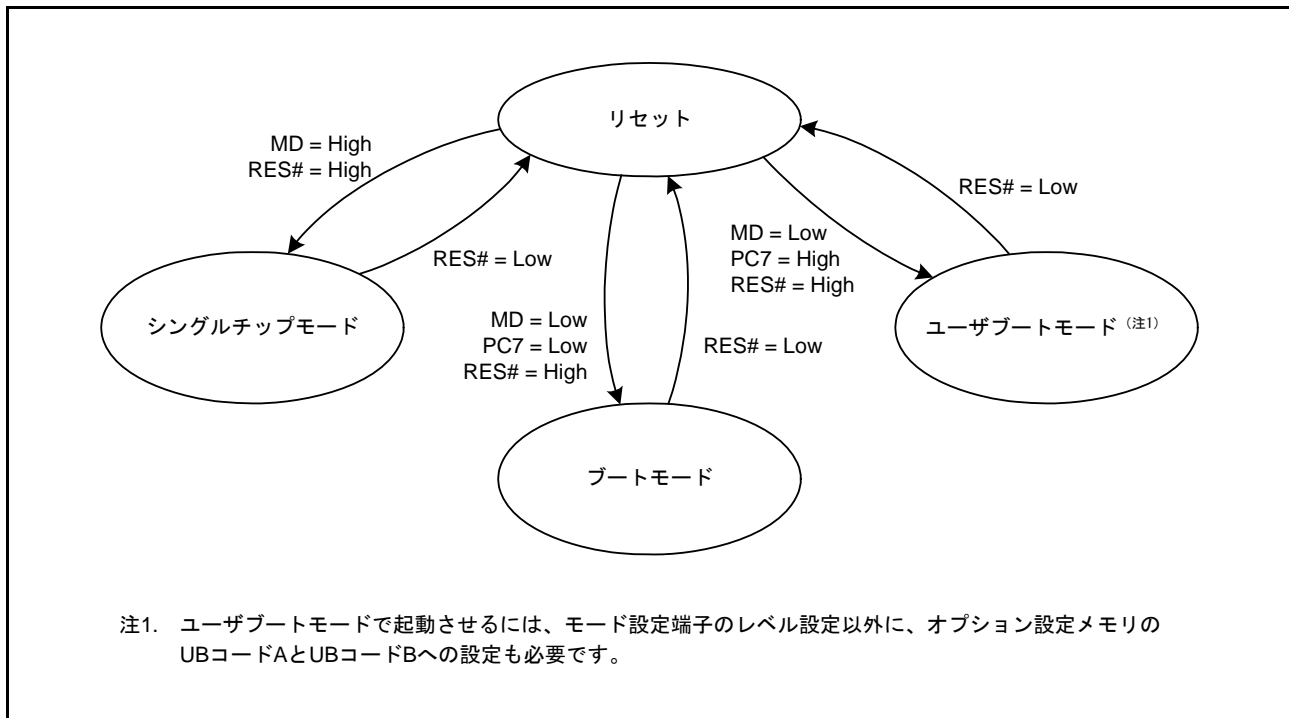 リセット
MD = High
RES# = High
RES# = Low
RES# = Low
MD = Low
PC7 = High
RES# = High
シングルチップモード
MD = Low
PC7 = Low
RES# = High
RES# = Low
ユーザブートモード（注1）
ブートモード
注1. ユーザブートモードで起動させるには、モード設定端子のレベル設定以外に、オプション設定メモリの
UBコードAとUBコードBへの設定も必要です。